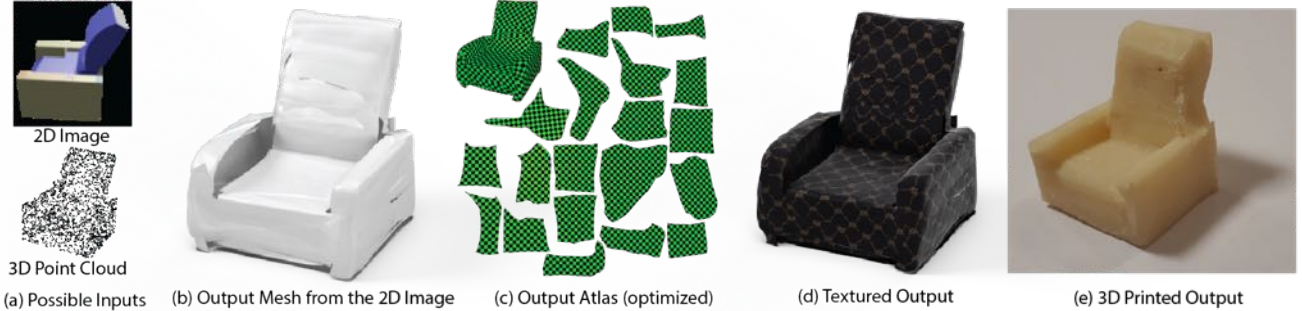 2D Image
3D Point Cloud
(a) Possible Inputs
(b) Output Mesh from the 2D Image
(c) Output Atlas (optimized)
(d) Textured Output
(e) 3D Printed Output